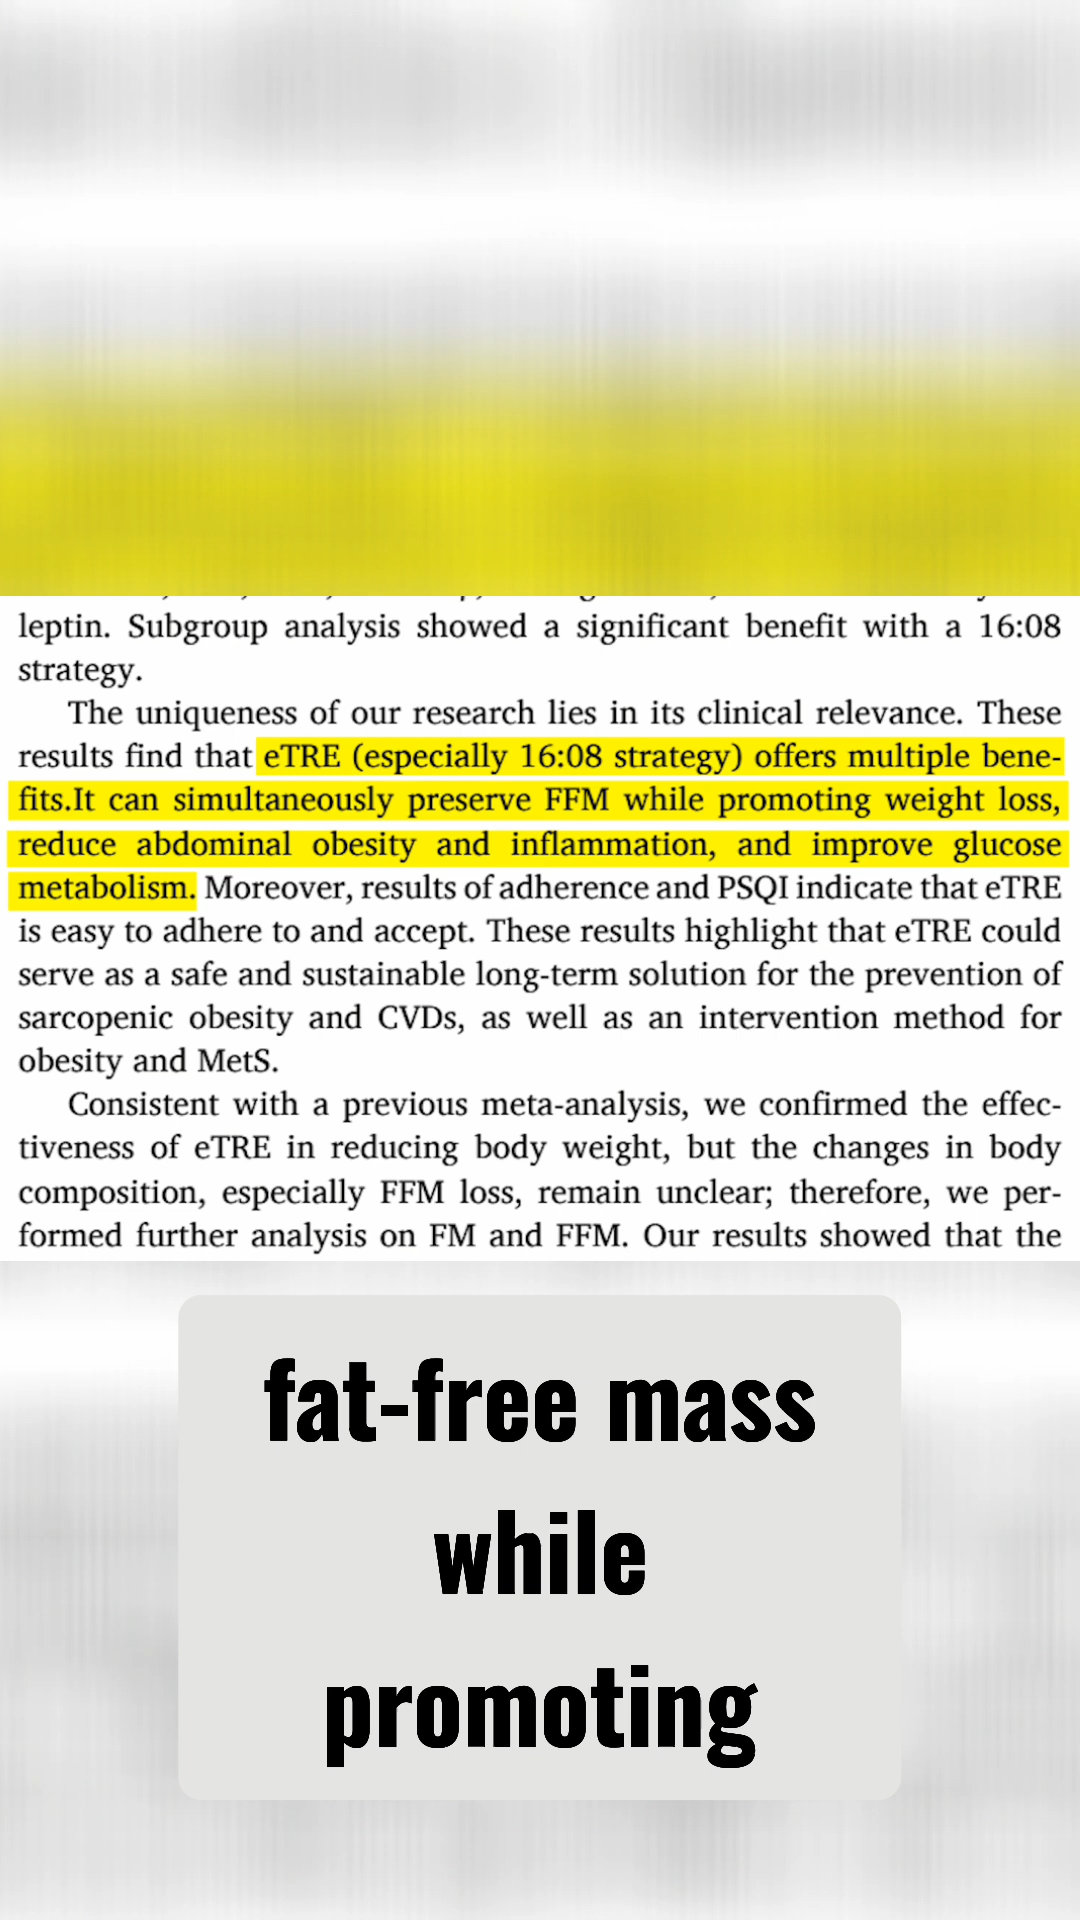 leptin. Subgroup analysis showed a significant benefit with a 16:08
strategy.
The uniqueness of our research lies in its clinical relevance. These
results find that eTRE (especially 16:08 strategy) offers multiple bene-
fits.It can simultaneously preserve FFM while promoting weight loss,
reduce abdominal obesity and inflammation, and improve glucose
metabolism. Moreover, results of adherence and PSQI indicate that eTRE
is easy to adhere to and accept. These results highlight that eTRE could
serve as a safe and sustainable long-term solution for the prevention of
sarcopenic obesity and CVDs, as well as an intervention method for
obesity and MetS.
Consistent with a previous meta-analysis, we confirmed the effec-
tiveness of eTRE in reducing body weight, but the changes in body
composition, especially FFM loss, remain unclear; therefore, we per-
formed further analysis on FM and FFM. Our results showed that the
fat-free mass
while
promoting